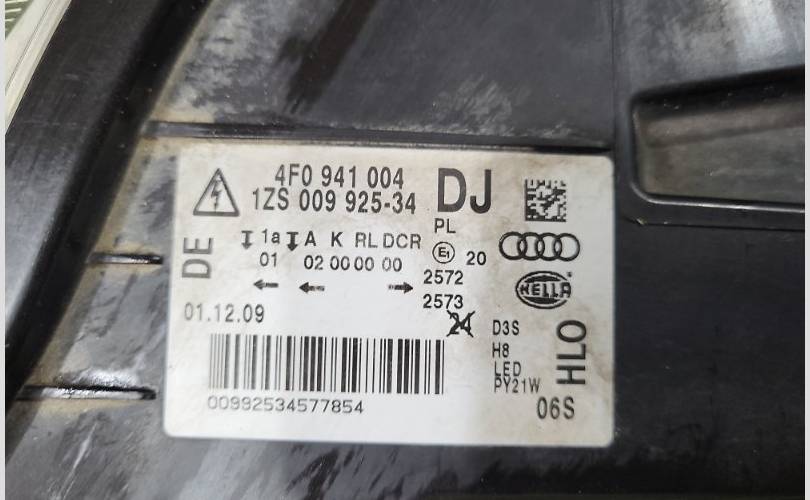 4F0 941 004
1ZS 009 925-34
DJ
PL
DE
1a A K RL DCR
01 02 00 00 00
E1 20
2572
2573
24
HELLA
01.12.09
D3S
H8
LED
PY21W
HLO
06S
00992534577854